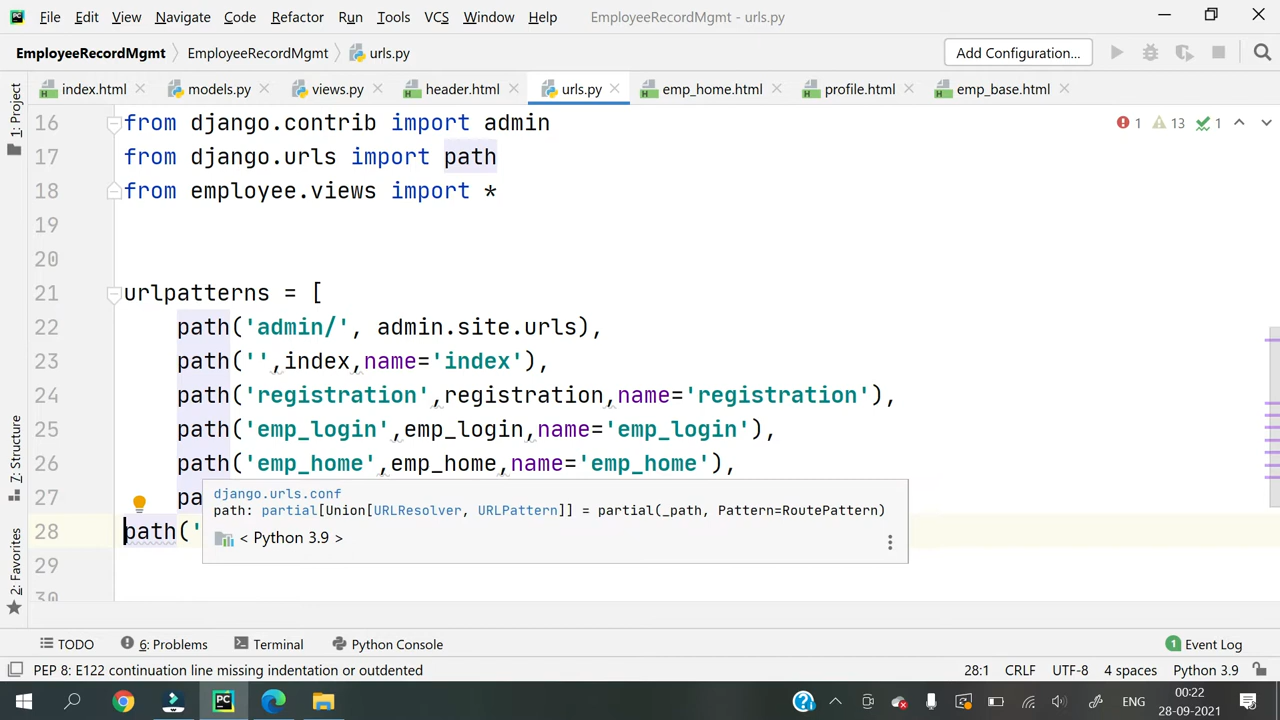 File Edit View Navigate Code Refactor Run Tools VCS Window Help EmployeeRecordMgmt - urls.py
EmployeeRecordMgmt EmployeeRecordMgmt urls.py Add Configuration...
index.html models.py views.py header.html urls.py emp_home.html profile.html emp_base.html
1: Project
16 from django.contrib import admin
1 13 1
17 from django.urls import path
18 from employee.views import *
19
20
21 urlpatterns = [
22 path('admin/', admin.site.urls),
23 path('',index,name='index'),
24 path('registration',registration,name='registration'),
25 path('emp_login',emp_login,name='emp_login'),
26 path('emp_home',emp_home,name='emp_home'),
27 pa
28 path('
29
30
django.urls.conf
path: partial[Union[URLResolver, URLPattern]] = partial(_path, Pattern=RoutePattern)
< Python 3.9 >
Z: Structure
2: Favorites
TODO 6: Problems Terminal Python Console 1 Event Log
PEP 8: E122 continuation line missing indentation or outdented 28:1 CRLF UTF-8 4 spaces Python 3.9
ENG 00:22
28-09-2021